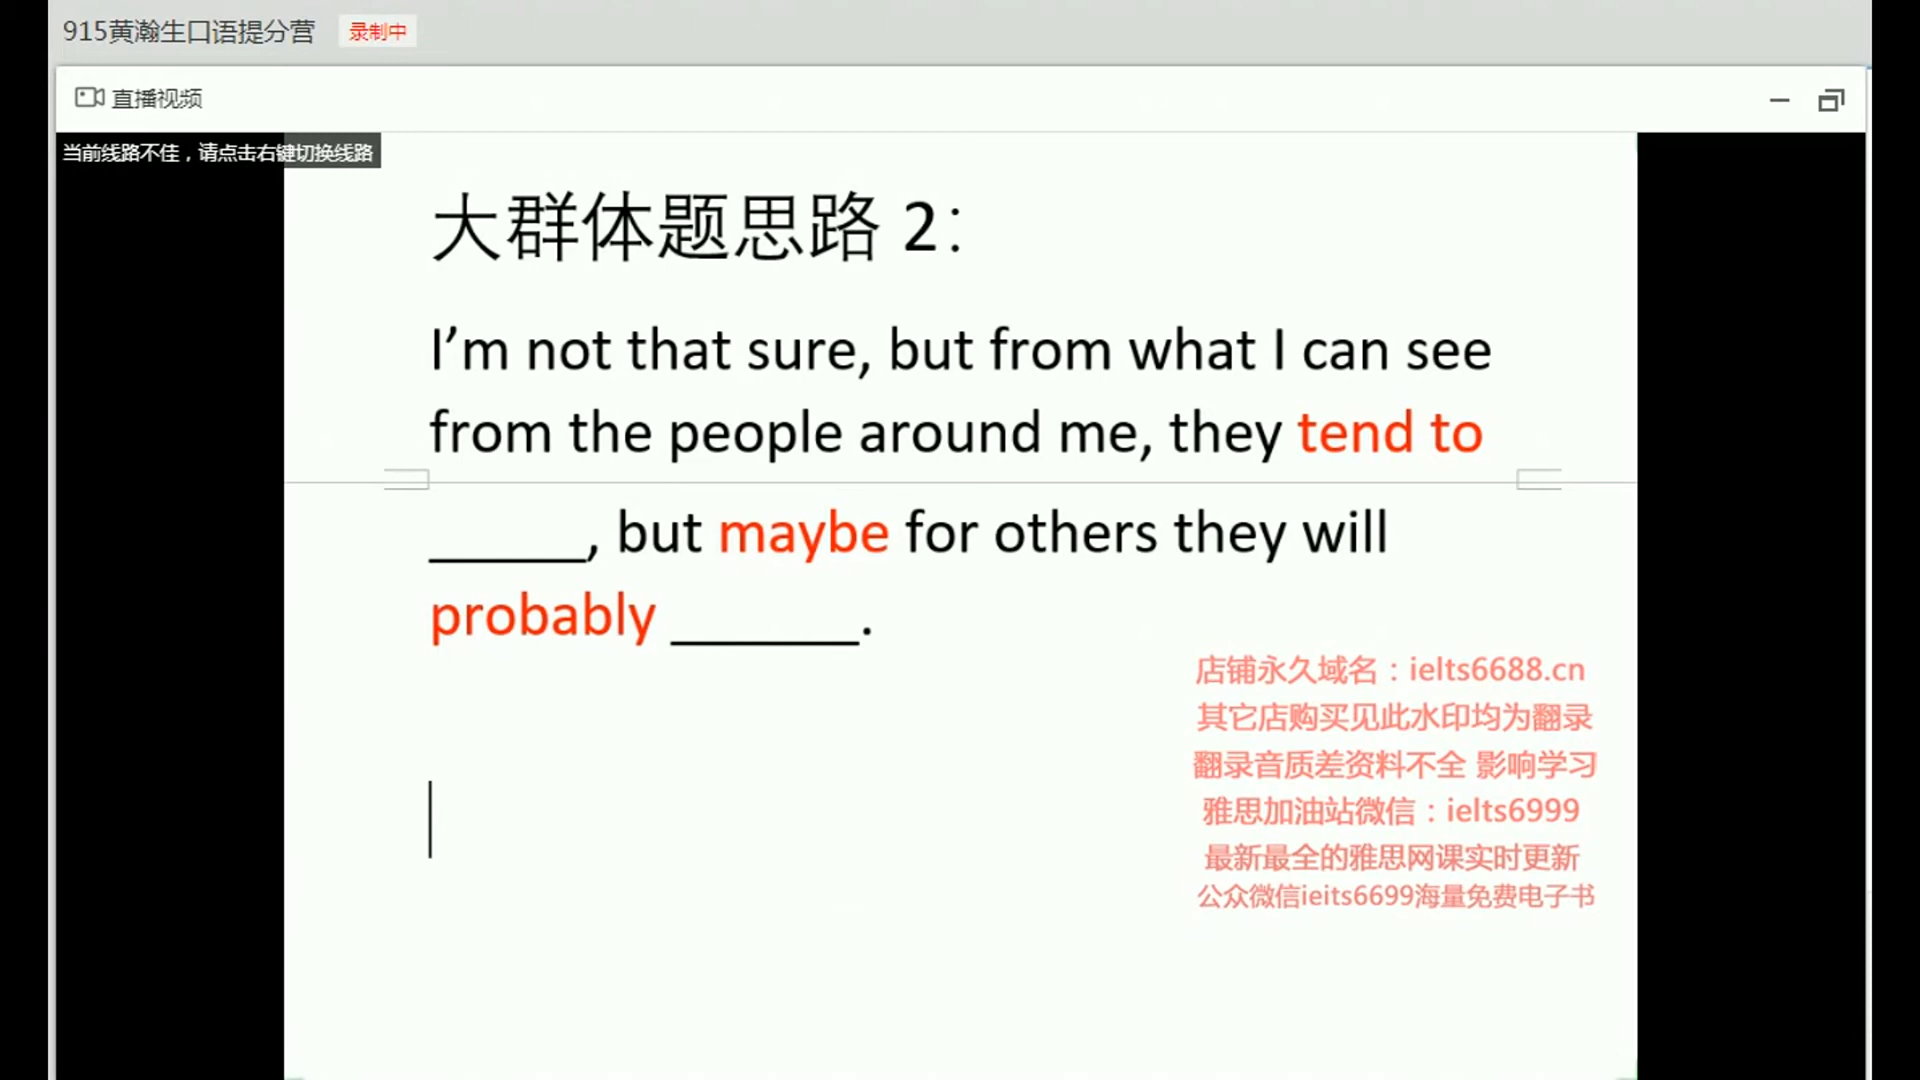 915黄瀚生口语提分营 录制中
直播视频
当前线路不佳，请点击右键切换线路
大群体题思路 2：
I’m not that sure, but from what I can see
from the people around me, they tend to
_____, but maybe for others they will
probably ______.
店铺永久域名：ielts6688.cn
其它店购买见此水印均为翻录
翻录音质差资料不全 影响学习
雅思加油站微信：ielts6999
最新最全的雅思网课实时更新
公众微信ieits6699海量免费电子书